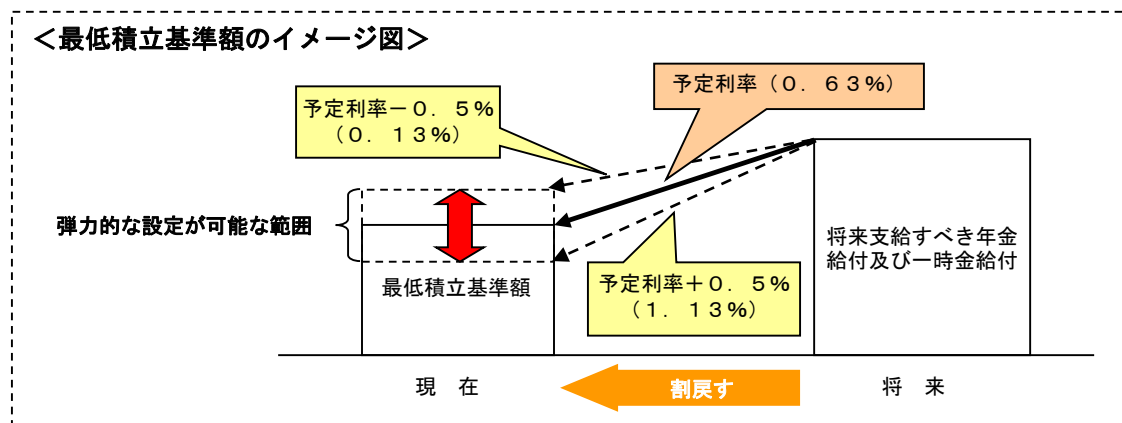 <最低積立基準額のイメージ図>
予定利率－0．5%
（0．13%）
予定利率（0．63%）
弾力的な設定が可能な範囲
最低積立基準額
予定利率＋0．5%
（1．13%）
将来支給すべき年金
給付及び一時金給付
現　在
割戻す
将　来